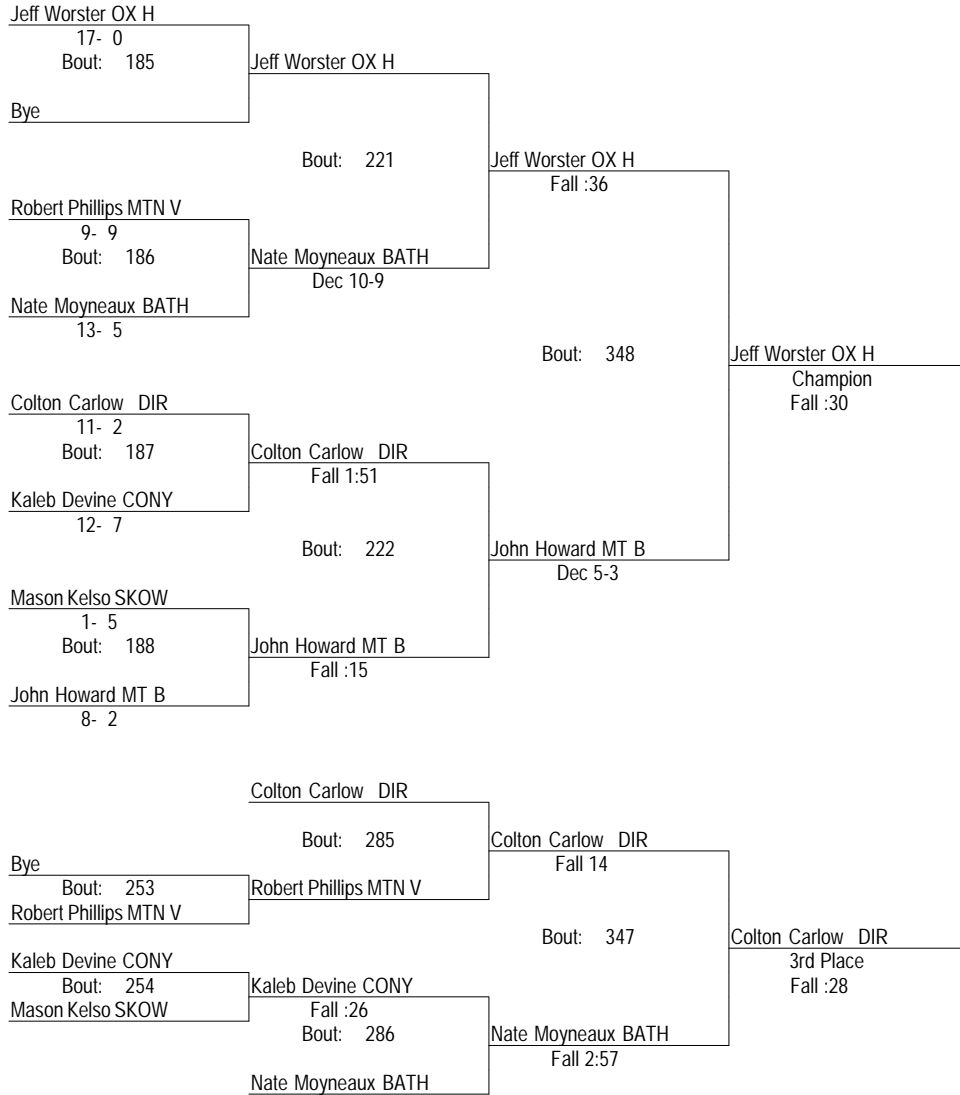 Jeff Worster OX H
17- 0
Bout: 185
Jeff Worster OX H
Bye
Bout: 221
Jeff Worster OX H
Fall :36
Robert Phillips MTN V
9- 9
Bout: 186
Nate Moyneaux BATH
Dec 10-9
Nate Moyneaux BATH
13- 5
Bout: 348
Jeff Worster OX H
Champion
Fall :30
Colton Carlow DIR
11- 2
Bout: 187
Colton Carlow DIR
Fall 1:51
Kaleb Devine CONY
12- 7
Bout: 222
John Howard MT B
Dec 5-3
Mason Kelso SKOW
1- 5
Bout: 188
John Howard MT B
Fall :15
John Howard MT B
8- 2
Colton Carlow DIR
Bout: 285
Colton Carlow DIR
Fall 14
Bye
Bout: 253
Robert Phillips MTN V
Robert Phillips MTN V
Bout: 347
Colton Carlow DIR
3rd Place
Fall :28
Kaleb Devine CONY
Bout: 254
Kaleb Devine CONY
Mason Kelso SKOW
Fall :26
Bout: 286
Nate Moyneaux BATH
Fall 2:57
Nate Moyneaux BATH